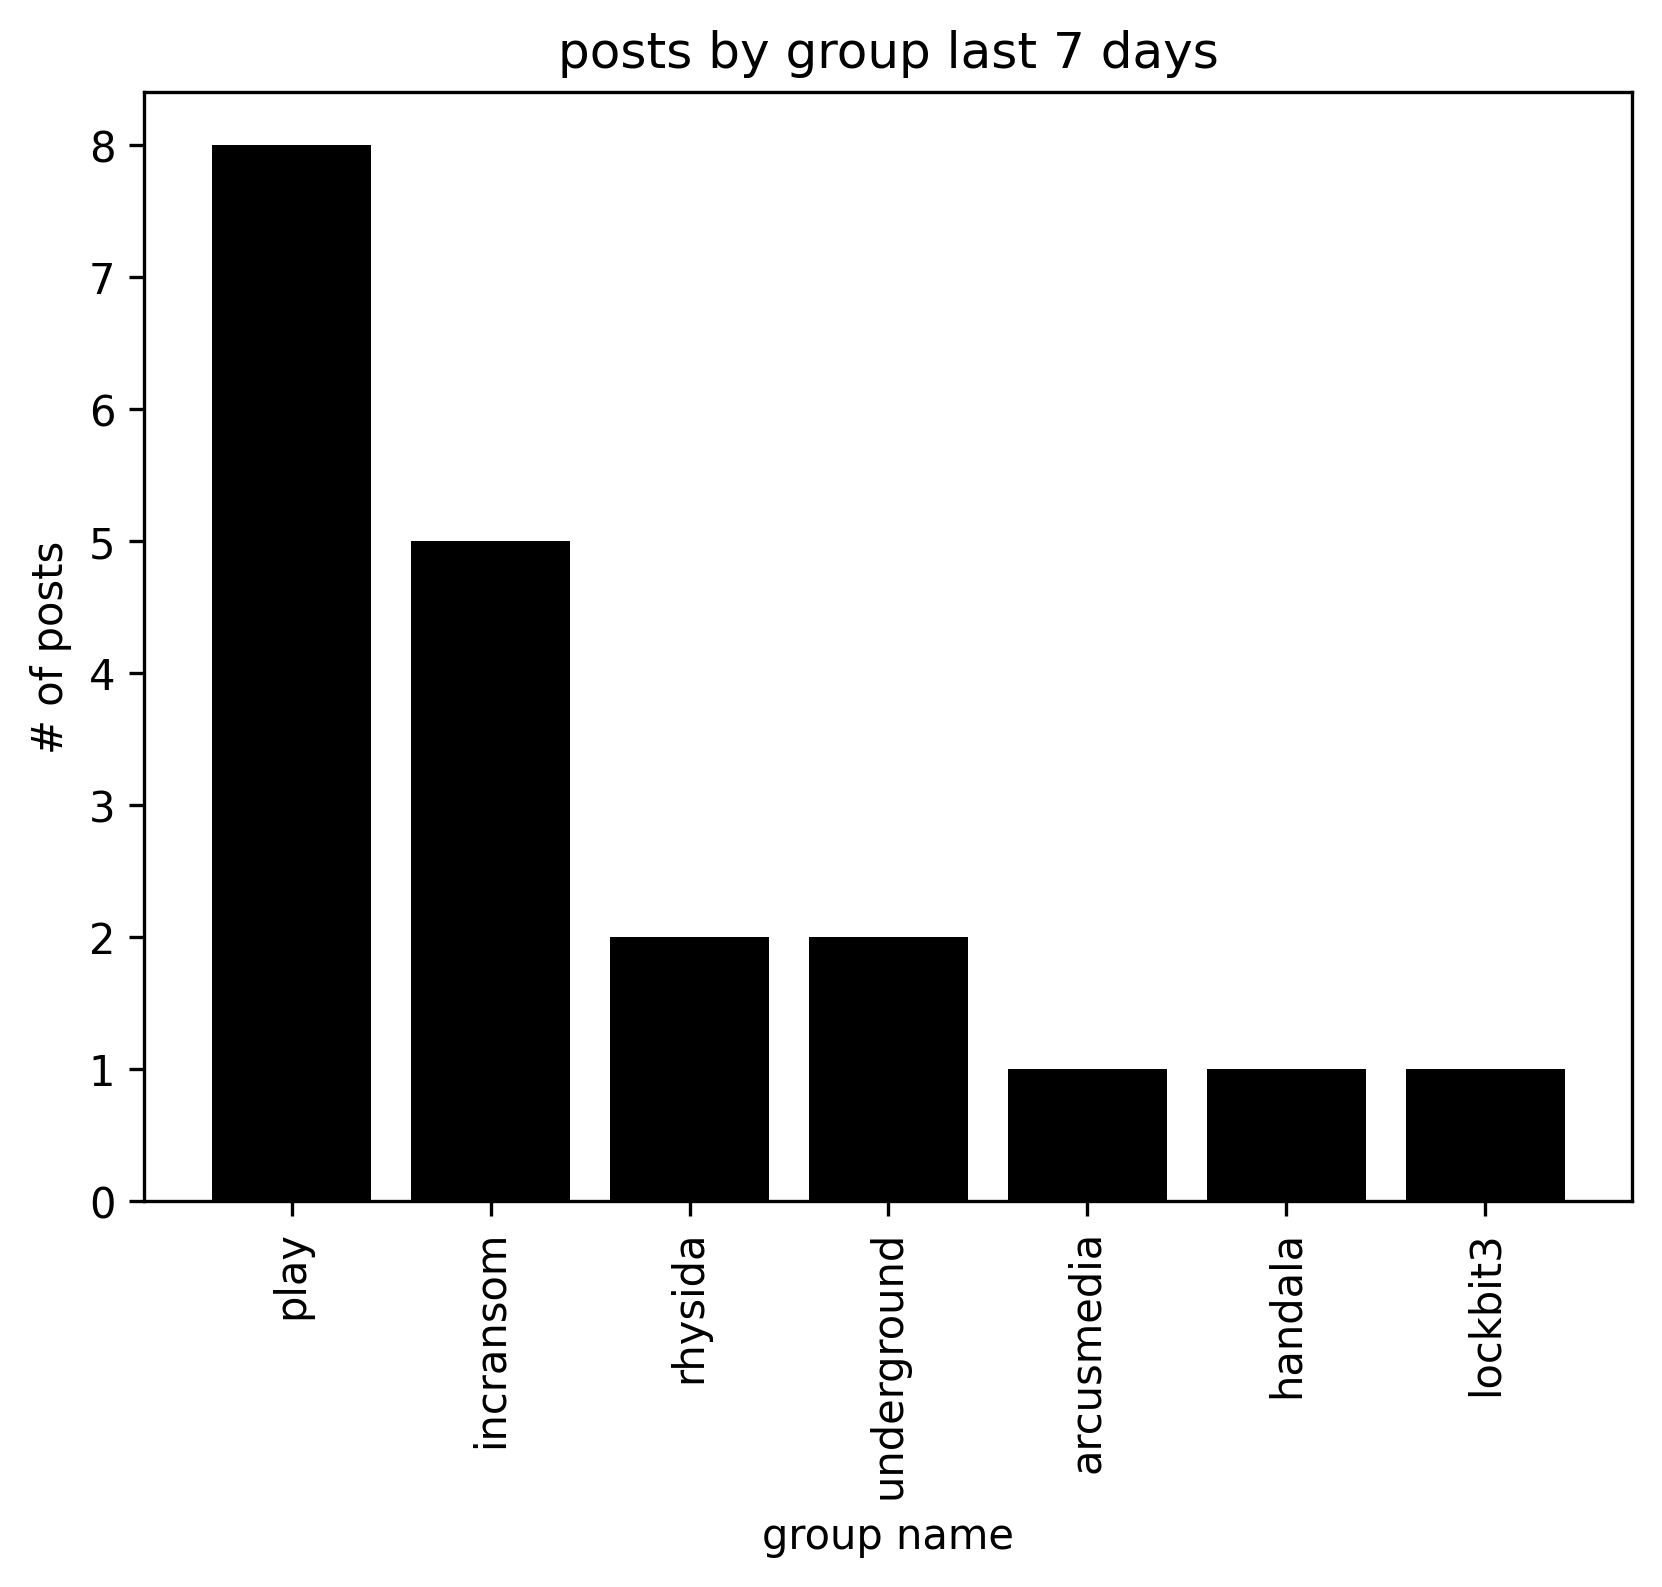 posts by group last 7 days
8
7
6
5
4
3
2
1
0
# of posts
play
incransom
rhysida
underground
arcusmedia
handala
lockbit3
group name